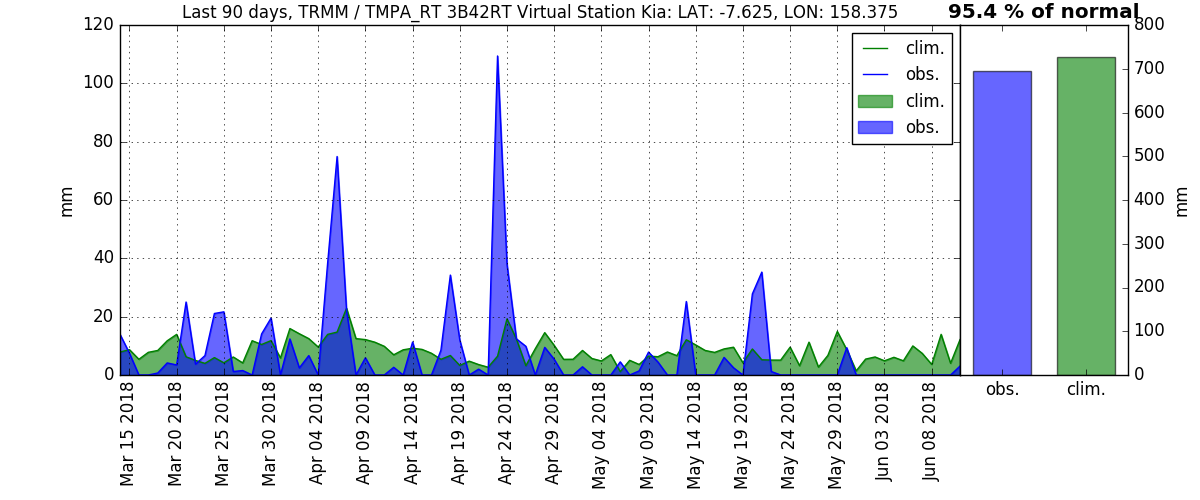 Last 90 days, TRMM / TMPA_RT 3B42RT Virtual Station Kia: LAT: -7.625, LON: 158.375
95.4 % of normal
120
100
80
60
40
20
0
mm
clim.
obs.
clim.
obs.
Mar 15 2018
Mar 20 2018
Mar 25 2018
Mar 30 2018
Apr 04 2018
Apr 09 2018
Apr 14 2018
Apr 19 2018
Apr 24 2018
Apr 29 2018
May 04 2018
May 09 2018
May 14 2018
May 19 2018
May 24 2018
May 29 2018
Jun 03 2018
Jun 08 2018
800
700
600
500
400
300
200
100
0
mm
obs.
clim.